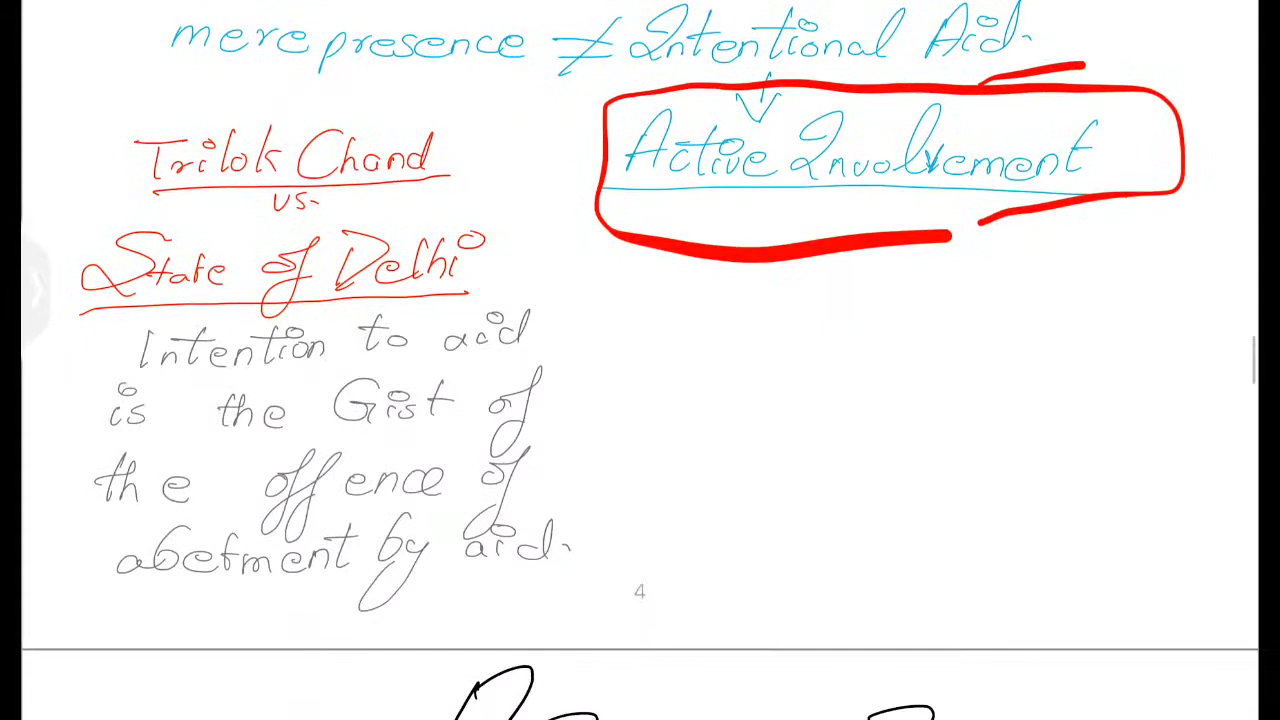 mere presence ≠ Intentional Aid.
Active Involvement
Trilok Chand
vs.
State of Delhi
Intention to aid
is the Gist of
the offence of
abetment by aid.
4